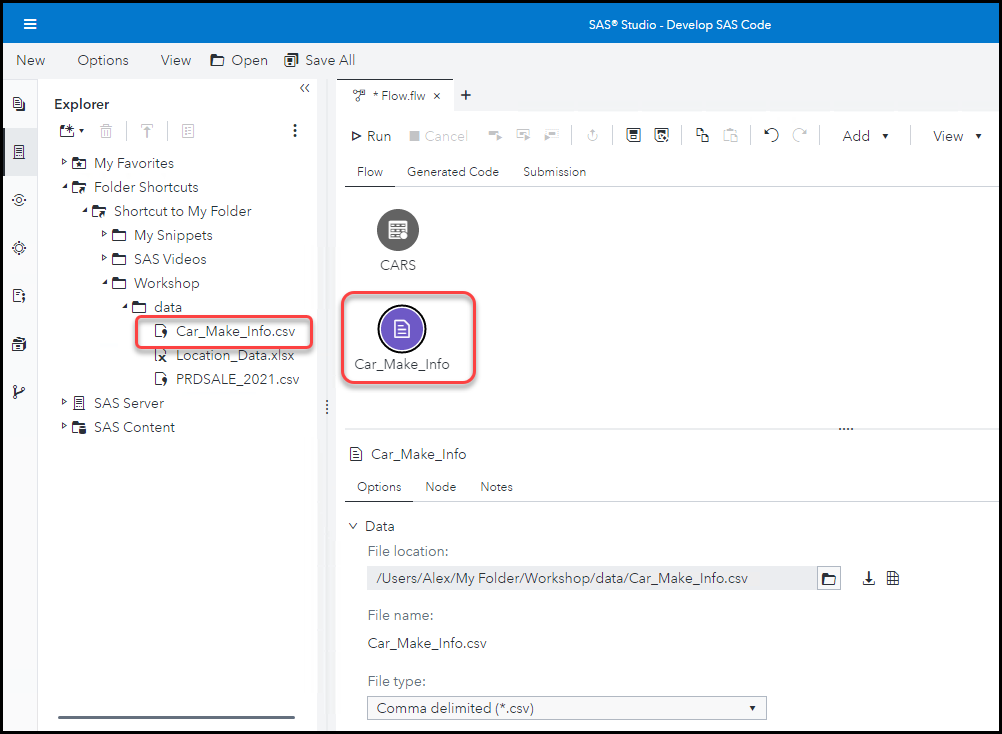 SAS® Studio - Develop SAS Code
New Options View Open Save All
Explorer
My Favorites
Folder Shortcuts
Shortcut to My Folder
My Snippets
SAS Videos
Workshop
data
Car_Make_Info.csv
Location_Data.xlsx
PRDSALE_2021.csv
SAS Server
SAS Content
* Flow.flw
Run Cancel Add View
Flow Generated Code Submission
CARS
Car_Make_Info
Car_Make_Info
Options Node Notes
Data
File location:
/Users/Alex/My Folder/Workshop/data/Car_Make_Info.csv
File name:
Car_Make_Info.csv
File type:
Comma delimited (*.csv)